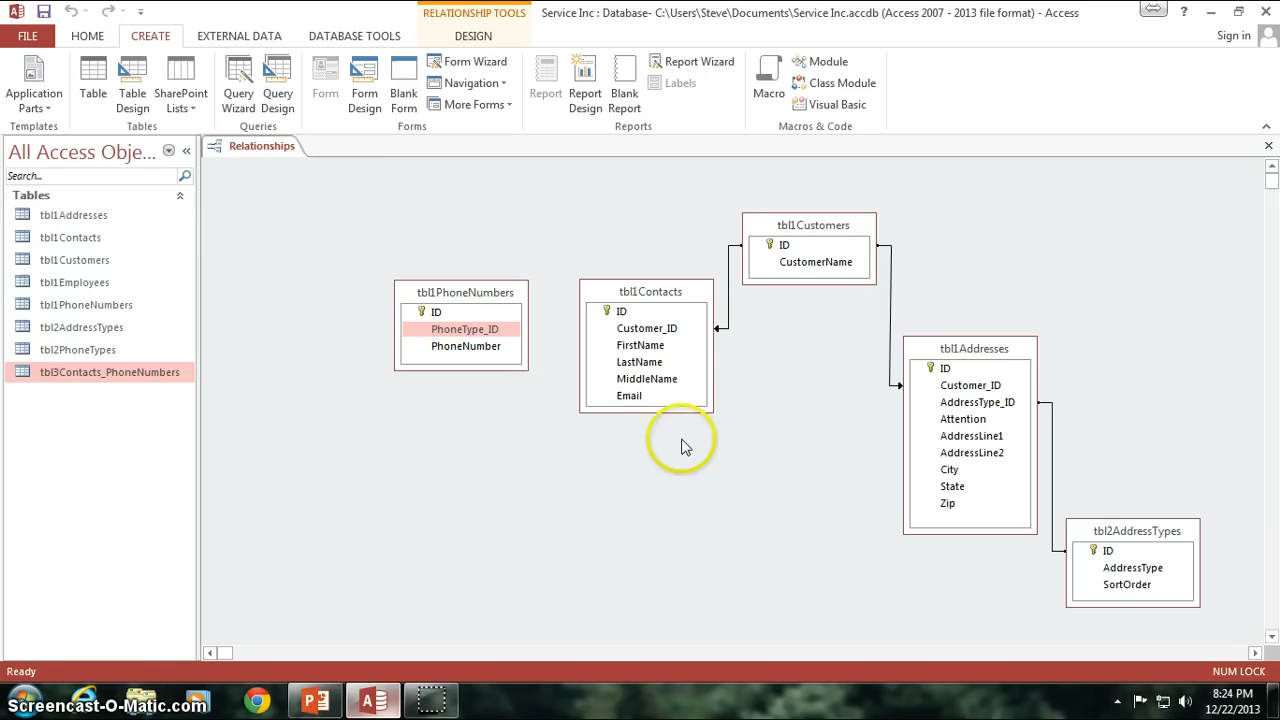 RELATIONSHIP TOOLS
Service Inc : Database- C:\Users\Steve\Documents\Service Inc.accdb (Access 2007 - 2013 file format) - Access
FILE
HOME
CREATE
EXTERNAL DATA
DATABASE TOOLS
DESIGN
Sign in
Application
Parts
Table
Table
Design
SharePoint
Lists
Query
Wizard
Query
Design
Form
Form
Design
Blank
Form
Form Wizard
Navigation
More Forms
Report
Report
Design
Blank
Report
Report Wizard
Labels
Macro
Module
Class Module
Visual Basic
Templates
Tables
Queries
Forms
Reports
Macros & Code
All Access Obje...
Search...
Tables
tbl1Addresses
tbl1Contacts
tbl1Customers
tbl1Employees
tbl1PhoneNumbers
tbl2AddressTypes
tbl2PhoneTypes
tbl3Contacts_PhoneNumbers
Relationships
tbl1PhoneNumbers
ID
PhoneType_ID
PhoneNumber
tbl1Contacts
ID
Customer_ID
FirstName
LastName
MiddleName
Email
tbl1Customers
ID
CustomerName
tbl1Addresses
ID
Customer_ID
AddressType_ID
Attention
AddressLine1
AddressLine2
City
State
Zip
tbl2AddressTypes
ID
AddressType
SortOrder
Ready
NUM LOCK
Screencast-O-Matic.com
8:24 PM
12/22/2013